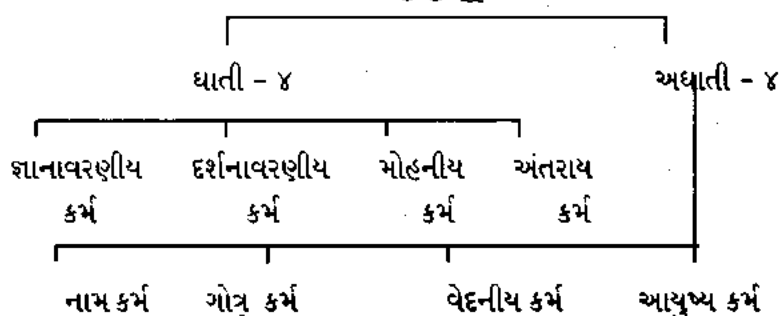 ઘાતી - ૪ અઘાતી - ૪
જ્ઞાનાવરણીય દર્શનાવરણીય મોહનીય અંતરાય
કર્મ કર્મ કર્મ કર્મ
નામ કર્મ ગોત્ર કર્મ વેદનીય કર્મ આયુષ્ય કર્મ